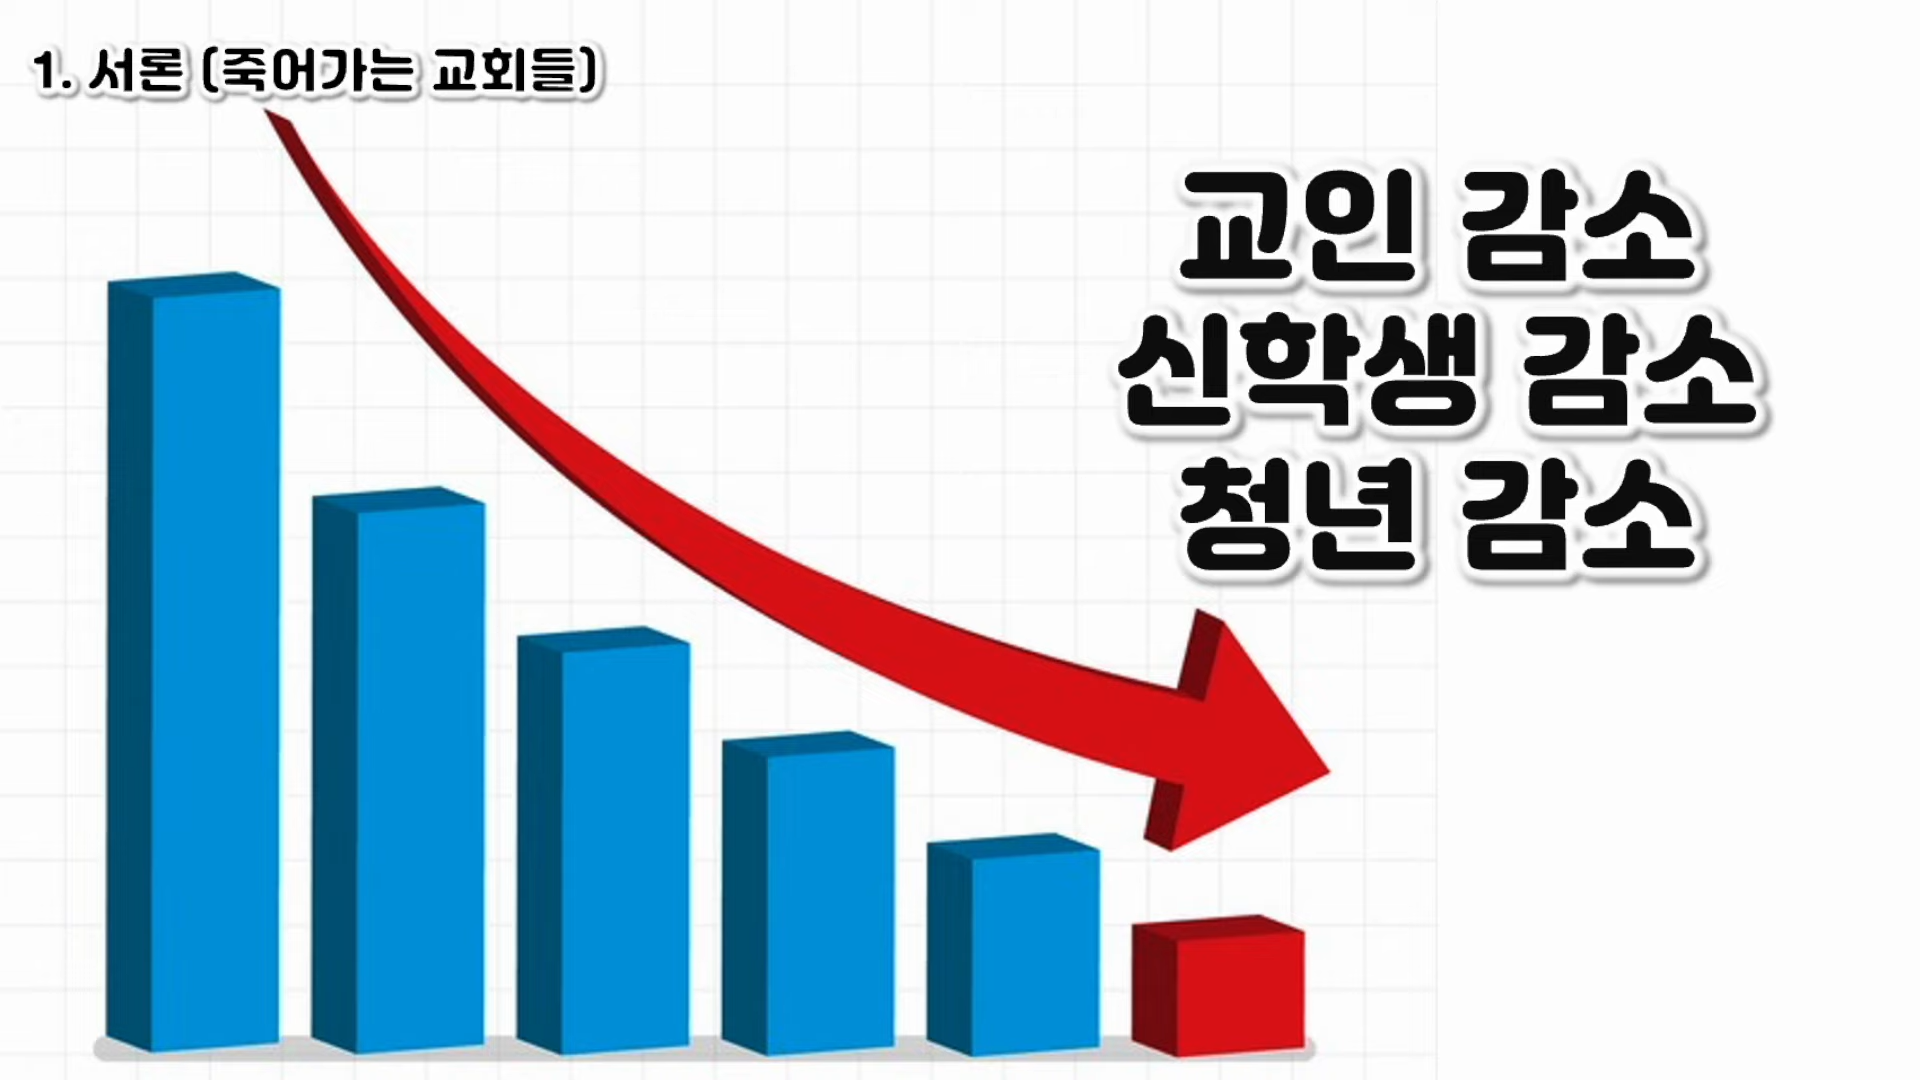 1. 서론 (죽어가는 교회들)
교인 감소
신학생 감소
청년 감소